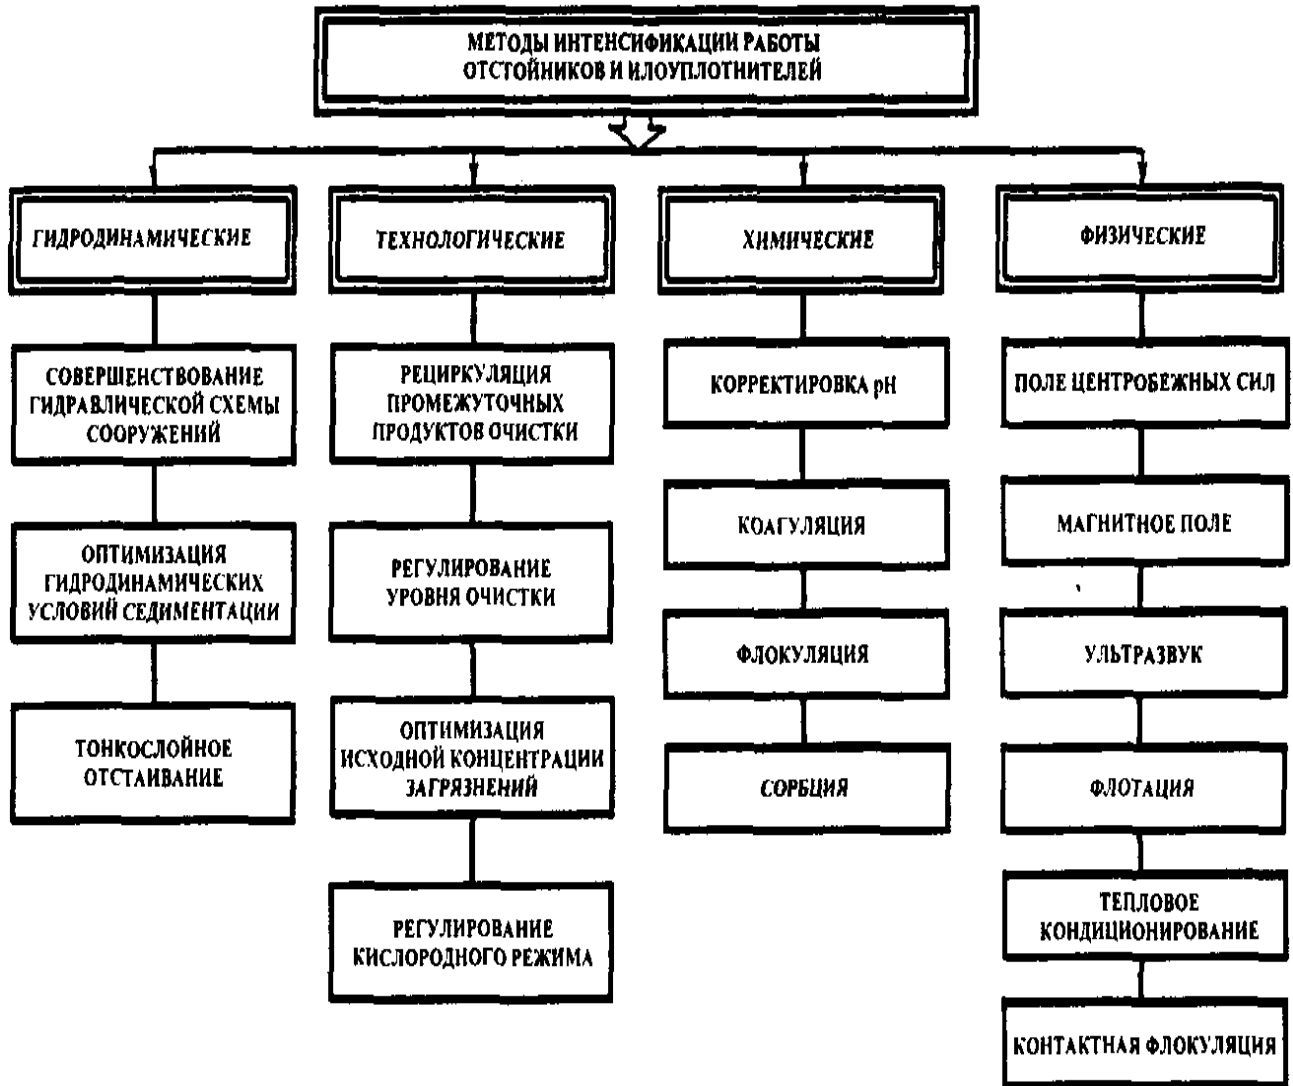 МЕТОДЫ ИНТЕНСИФИКАЦИИ РАБОТЫ
ОТСТОЙНИКОВ И ИЛОУПЛОТНИТЕЛЕЙ
ГИДРОДИНАМИЧЕСКИЕ
ТЕХНОЛОГИЧЕСКИЕ
ХИМИЧЕСКИЕ
ФИЗИЧЕСКИЕ
СОВЕРШЕНСТВОВАНИЕ
ГИДРАВЛИЧЕСКОЙ СХЕМЫ
СООРУЖЕНИЙ
ОПТИМИЗАЦИЯ
ГИДРОДИНАМИЧЕСКИХ
УСЛОВИЙ СЕДИМЕНТАЦИИ
ТОНКОСЛОЙНОЕ
ОТСТАИВАНИЕ
РЕЦИРКУЛЯЦИЯ
ПРОМЕЖУТОЧНЫХ
ПРОДУКТОВ ОЧИСТКИ
РЕГУЛИРОВАНИЕ
УРОВНЯ ОЧИСТКИ
ОПТИМИЗАЦИЯ
ИСХОДНОЙ КОНЦЕНТРАЦИИ
ЗАГРЯЗНЕНИЙ
РЕГУЛИРОВАНИЕ
КИСЛОРОДНОГО РЕЖИМА
КОРРЕКТИРОВКА рН
КОАГУЛЯЦИЯ
ФЛОКУЛЯЦИЯ
СОРБЦИЯ
ПОЛЕ ЦЕНТРОБЕЖНЫХ СИЛ
МАГНИТНОЕ ПОЛЕ
УЛЬТРАЗВУК
ФЛОТАЦИЯ
ТЕПЛОВОЕ
КОНДИЦИОНИРОВАНИЕ
КОНТАКТНАЯ ФЛОКУЛЯЦИЯ